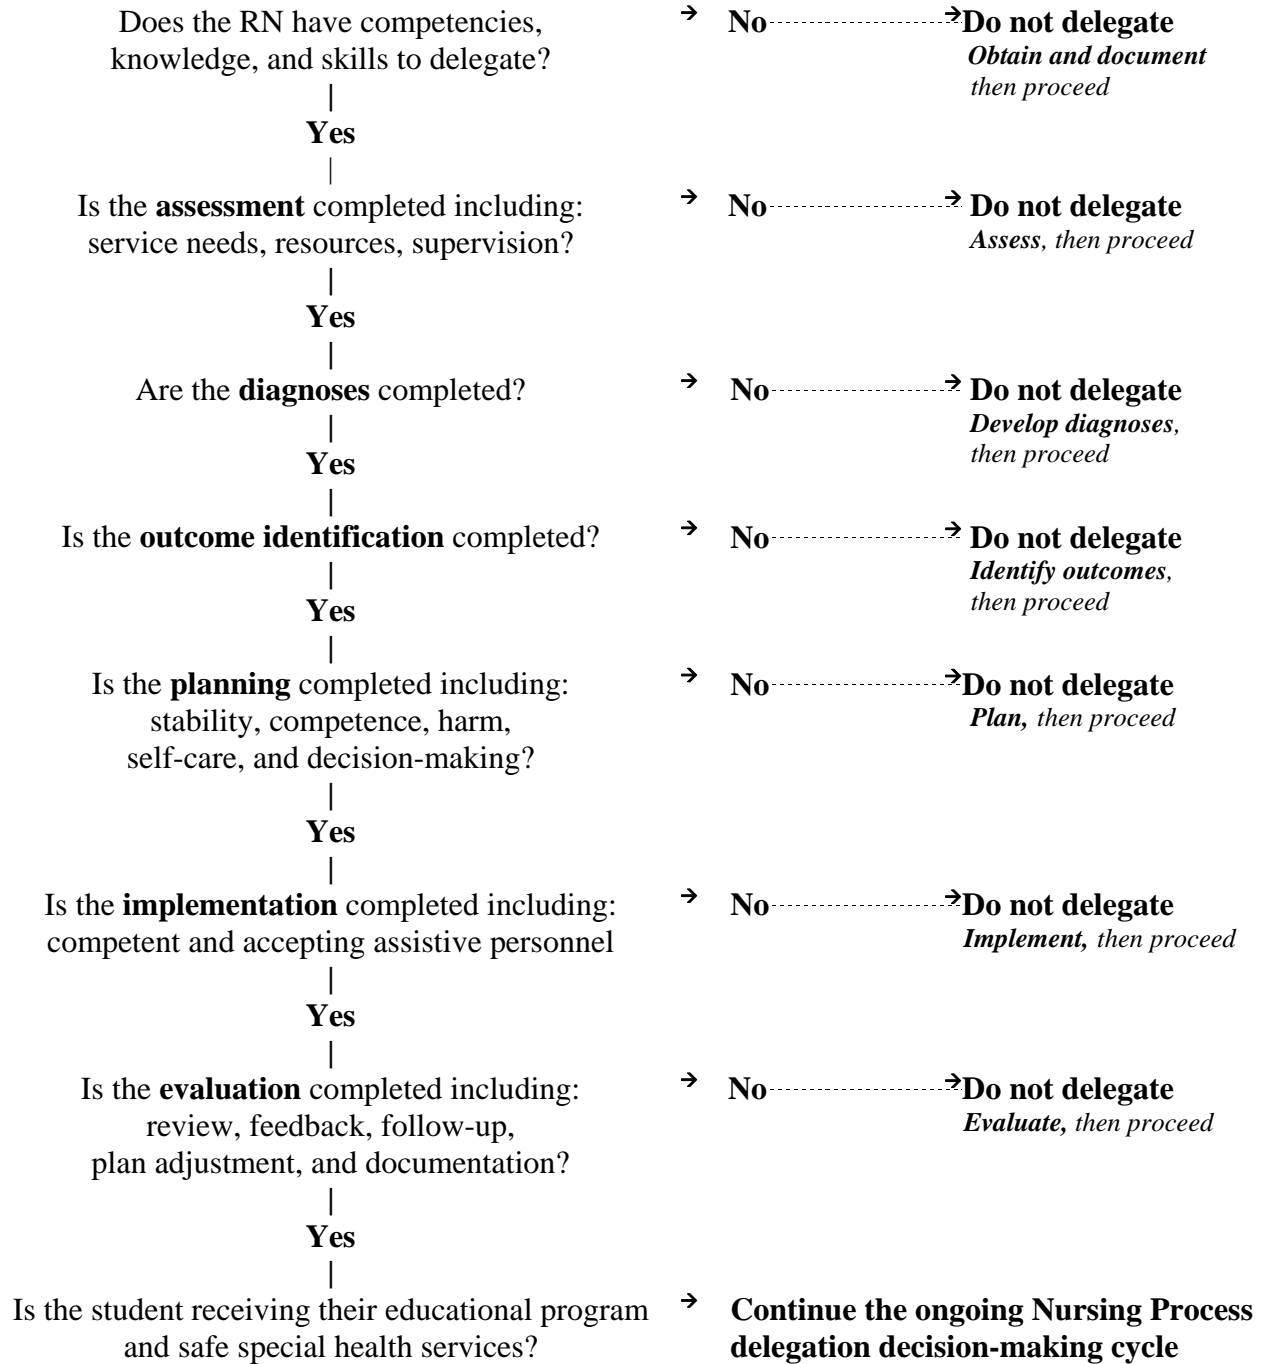 Does the RN have competencies,
knowledge, and skills to delegate?
No
Do not delegate
Obtain and document
then proceed
Yes
Is the assessment completed including:
service needs, resources, supervision?
No
Do not delegate
Assess, then proceed
Yes
Are the diagnoses completed?
No
Do not delegate
Develop diagnoses,
then proceed
Yes
Is the outcome identification completed?
No
Do not delegate
Identify outcomes,
then proceed
Yes
Is the planning completed including:
stability, competence, harm,
self-care, and decision-making?
No
Do not delegate
Plan, then proceed
Yes
Is the implementation completed including:
competent and accepting assistive personnel
No
Do not delegate
Implement, then proceed
Yes
Is the evaluation completed including:
review, feedback, follow-up,
plan adjustment, and documentation?
No
Do not delegate
Evaluate, then proceed
Yes
Is the student receiving their educational program
and safe special health services?
Continue the ongoing Nursing Process
delegation decision-making cycle